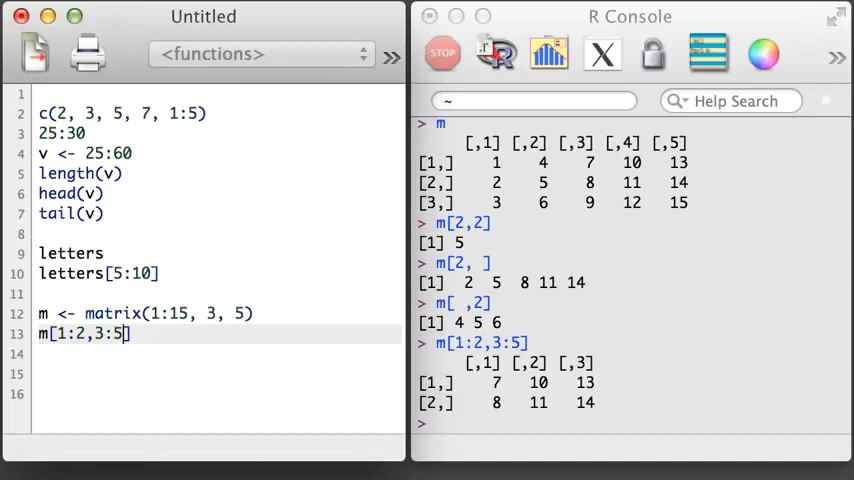 Untitled
<functions>
»
1
2 c(2, 3, 5, 7, 1:5)
3 25:30
4 v <- 25:60
5 length(v)
6 head(v)
7 tail(v)
8
9 letters
10 letters[5:10]
11
12 m <- matrix(1:15, 3, 5)
13 m[1:2,3:5]
14
15
16
R Console
STOP R X »
~ Help Search
> m
[,1] [,2] [,3] [,4] [,5]
[1,] 1 4 7 10 13
[2,] 2 5 8 11 14
[3,] 3 6 9 12 15
> m[2,2]
[1] 5
> m[2, ]
[1] 2 5 8 11 14
> m[ ,2]
[1] 4 5 6
> m[1:2,3:5]
[,1] [,2] [,3]
[1,] 7 10 13
[2,] 8 11 14
>